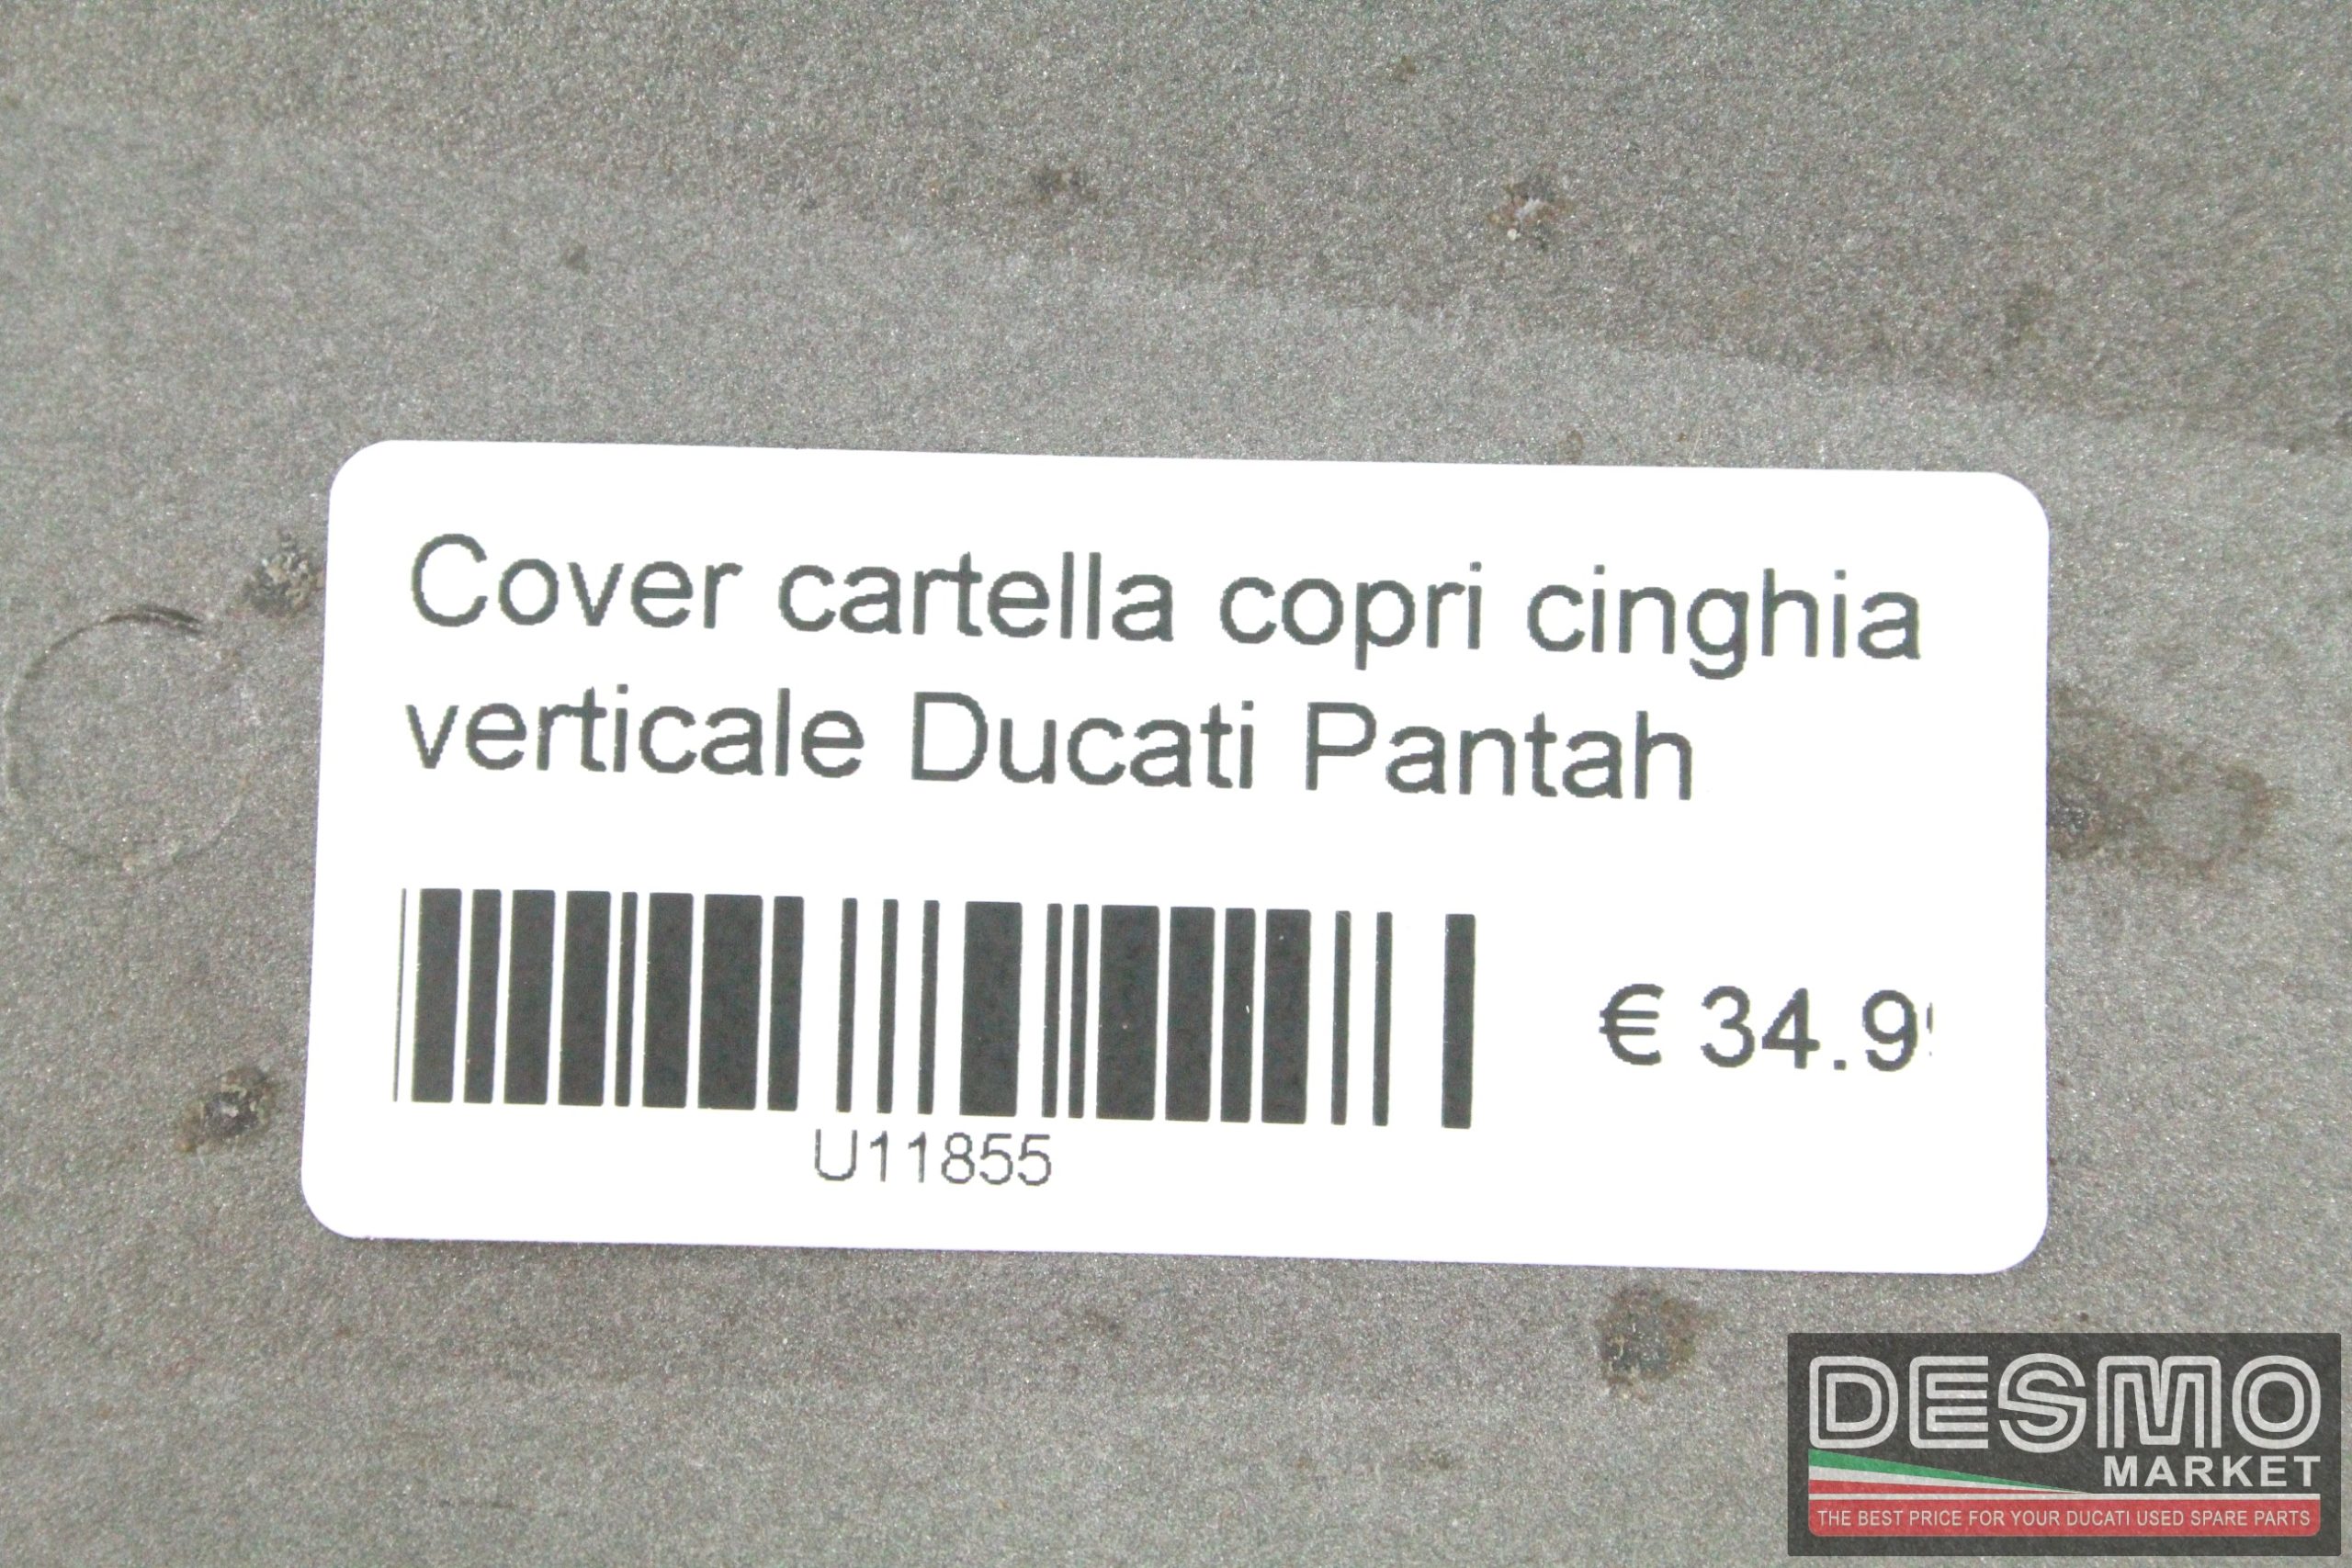 Cover cartella copri cinghia
verticale Ducati Pantah
€ 34.9
U11855
DESMO
MARKET
THE BEST PRICE FOR YOUR DUCATI USED SPARE PARTS